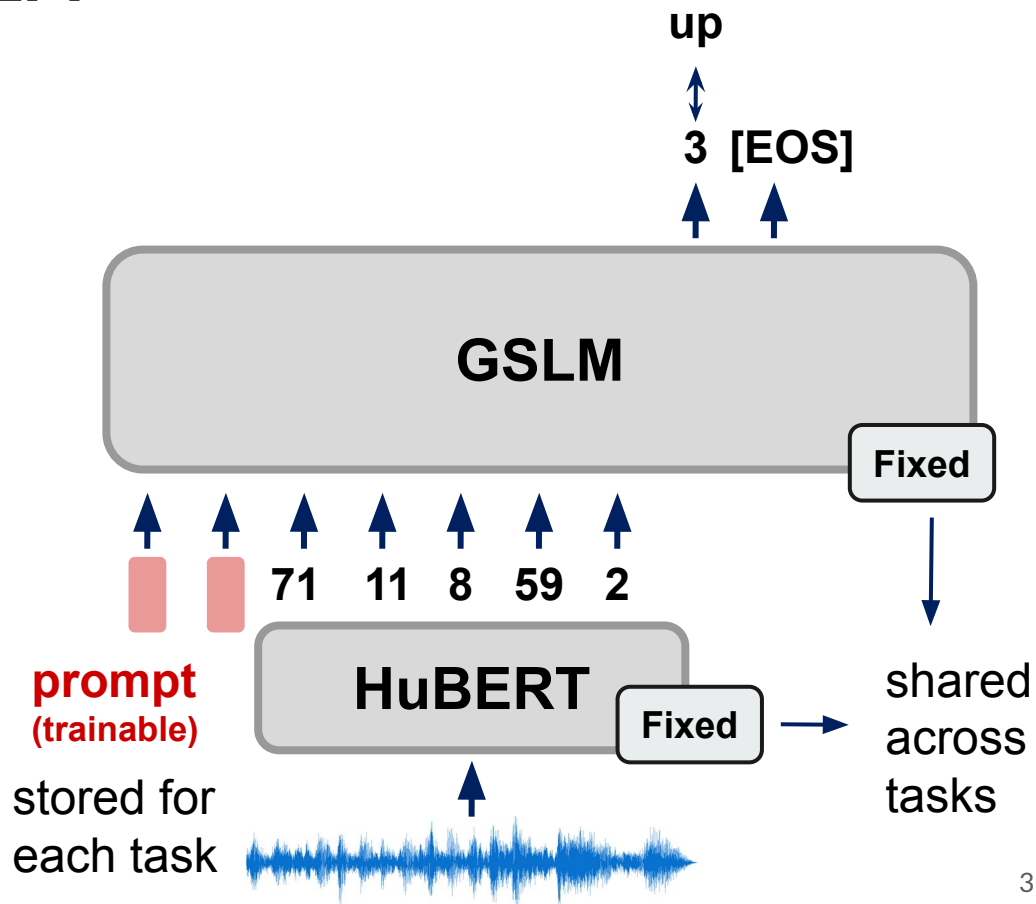 up
3 [EOS]
GSLM
Fixed
71 11 8 59 2
HuBERT
Fixed
prompt
(trainable)
stored for
each task
shared
across
tasks
3